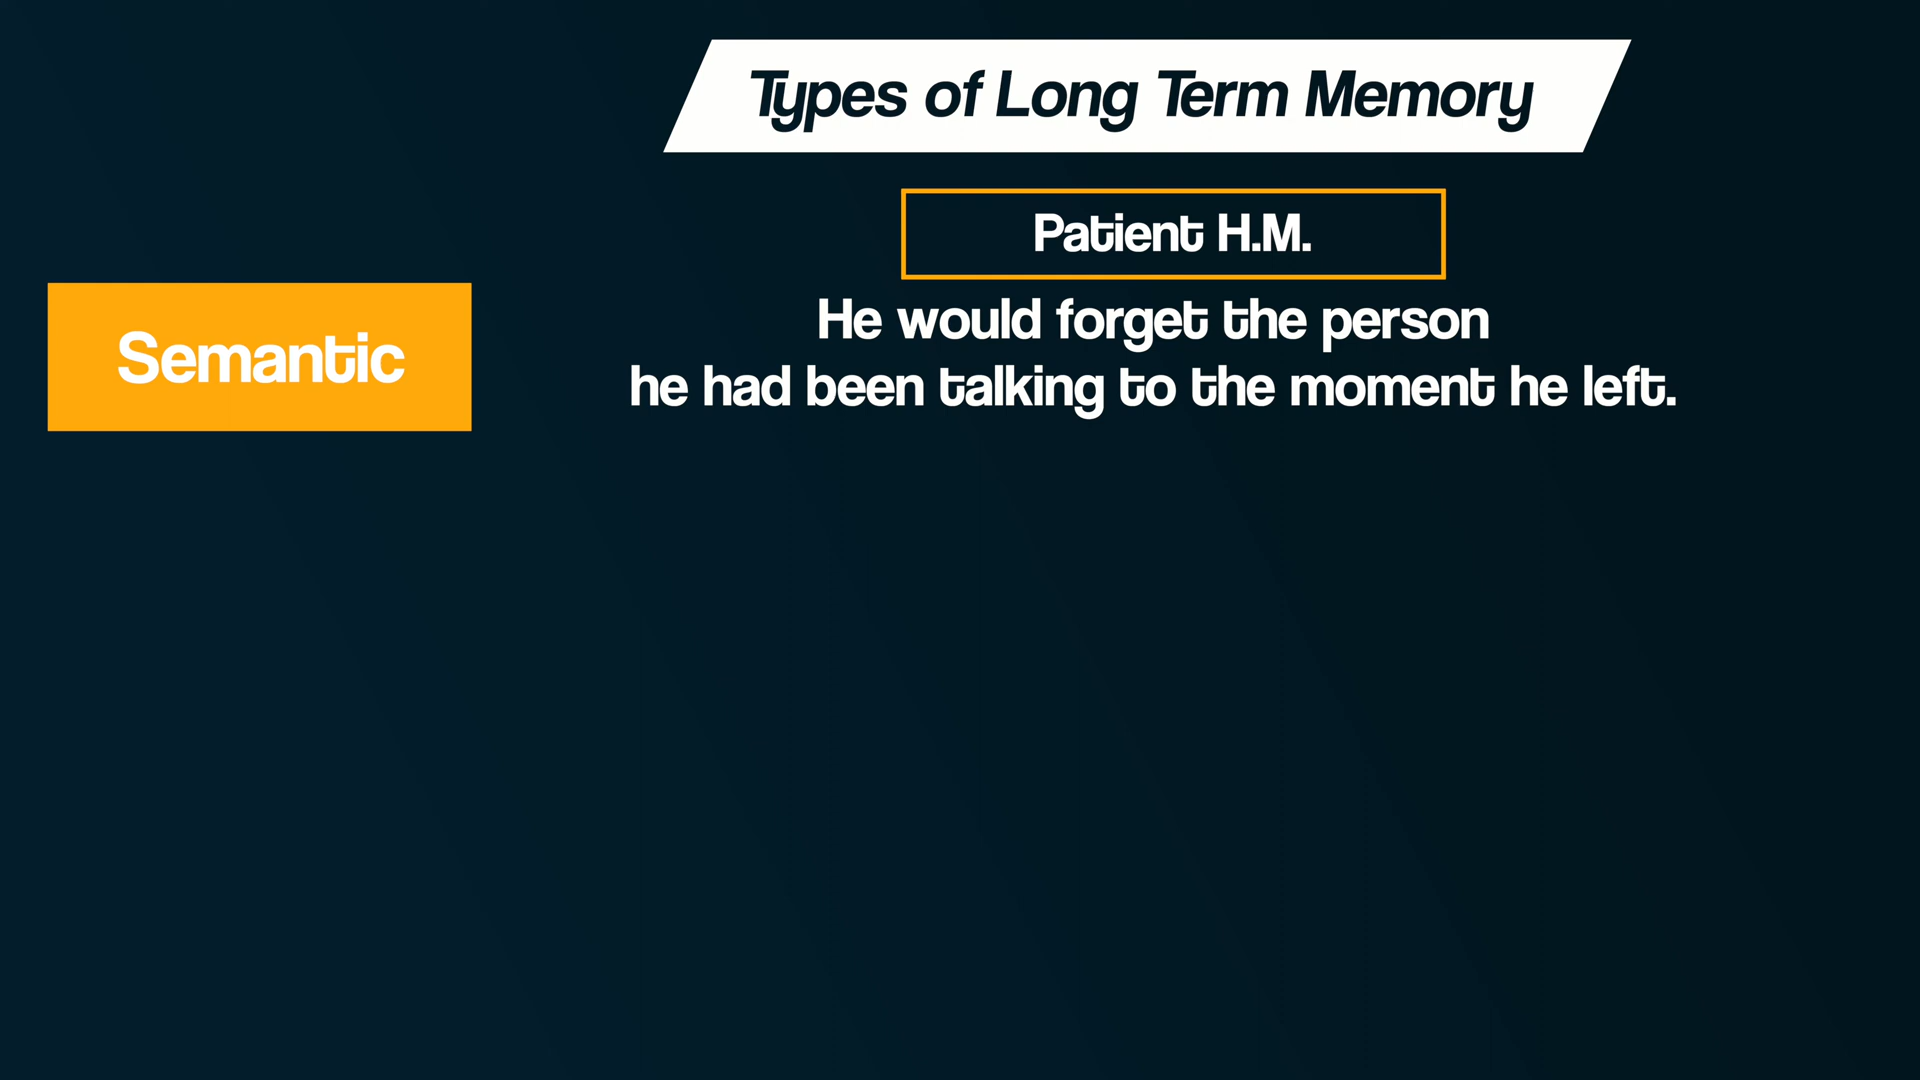 Types of Long Term Memory
Patient H.M.
Semantic
He would forget the person
he had been talking to the moment he left.